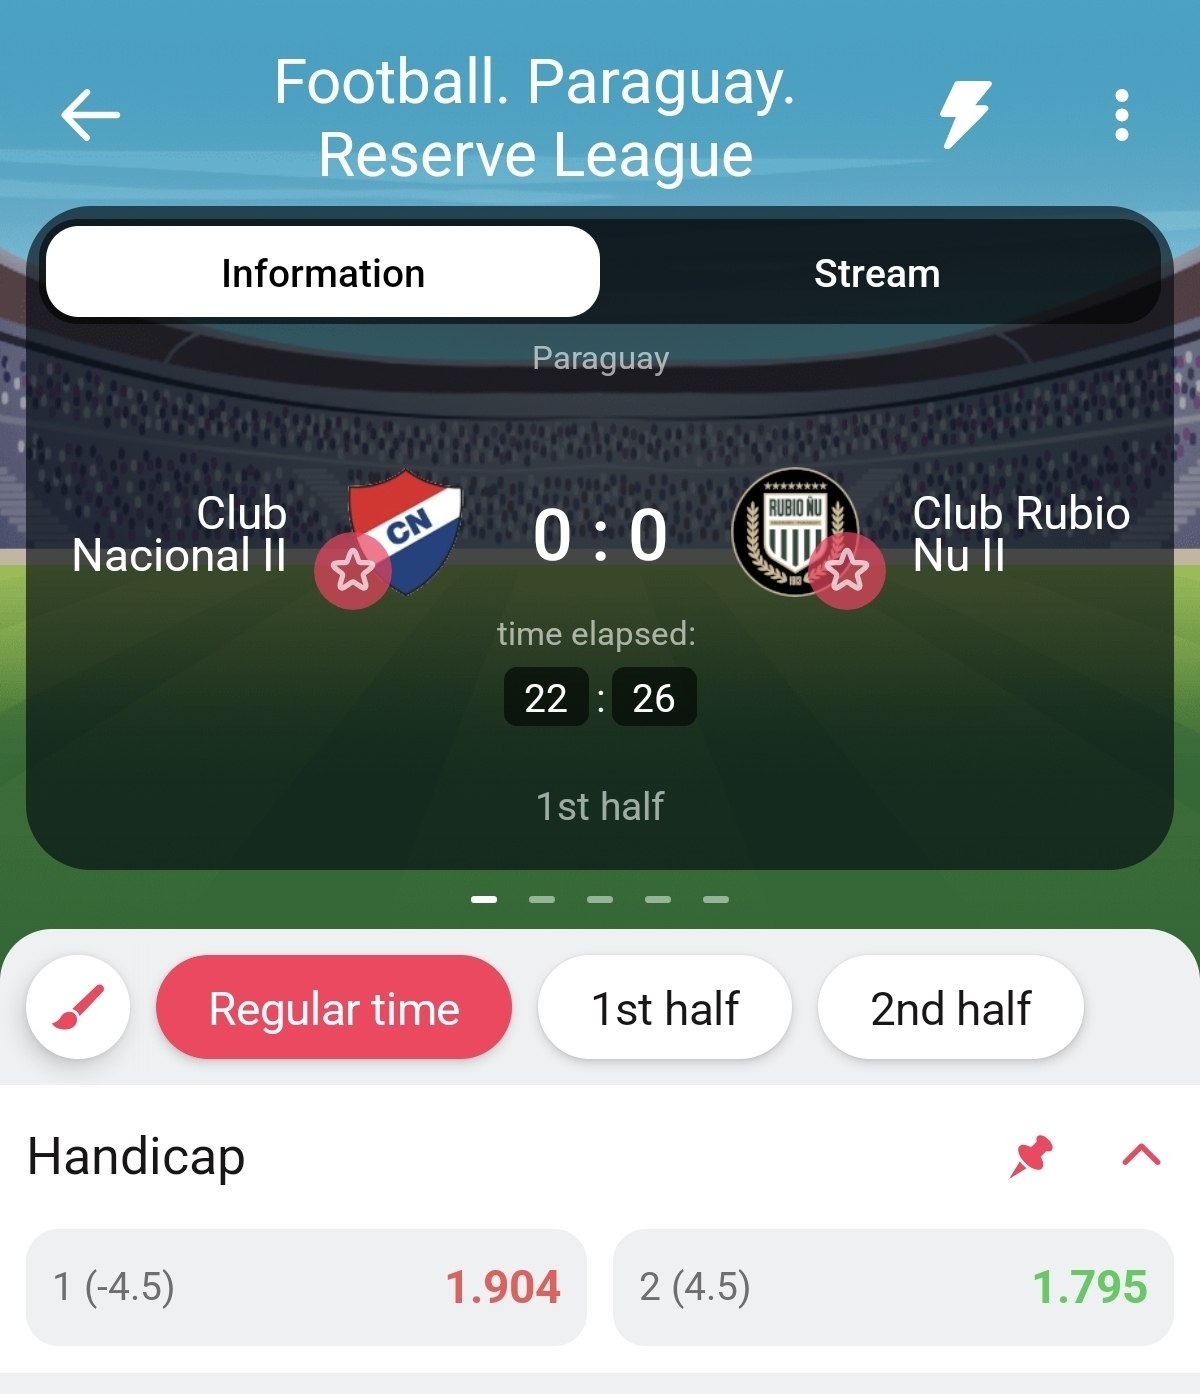 Football. Paraguay.
Reserve League
Information
Stream
Paraguay
Club
Nacional II
CN
0 : 0
RUBIO ÑU
Club Rubio
Nu II
time elapsed:
22 : 26
1st half
Regular time
1st half
2nd half
Handicap
1 (-4.5)
1.904
2 (4.5)
1.795